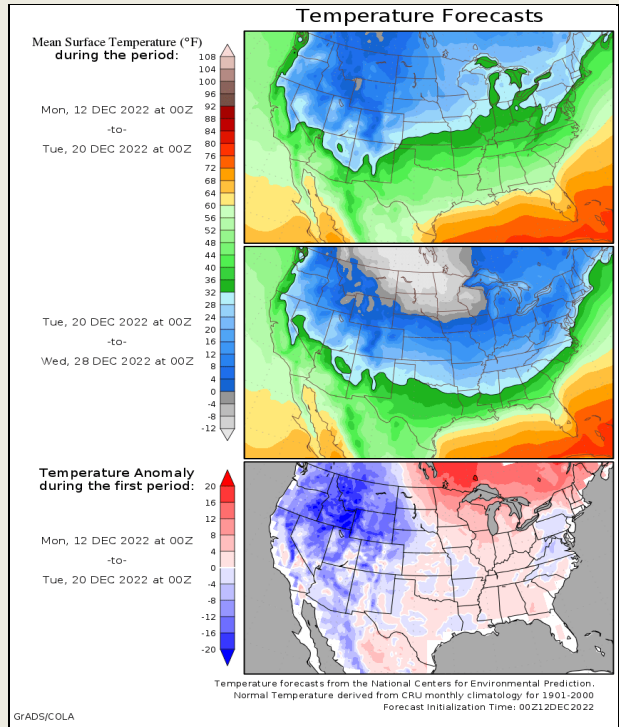 Temperature Forecasts
Mean Surface Temperature (°F)
during the period:
Mon, 12 DEC 2022 at 00Z
-to-
Tue, 20 DEC 2022 at 00Z
108
104
100
96
92
88
84
80
76
72
68
64
60
56
52
48
44
40
36
32
28
24
20
16
12
8
4
0
-4
-8
-12
Tue, 20 DEC 2022 at 00Z
-to-
Wed, 28 DEC 2022 at 00Z
Temperature Anomaly
during the first period:
Mon, 12 DEC 2022 at 00Z
-to-
Tue, 20 DEC 2022 at 00Z
20
16
12
8
4
0
-4
-8
-12
-16
-20
Temperature forecasts from the National Centers for Environmental Prediction.
Normal Temperature derived from CRU monthly climatology for 1901-2000
Forecast Initialization Time: 00Z12DEC2022
GrADS/COLA